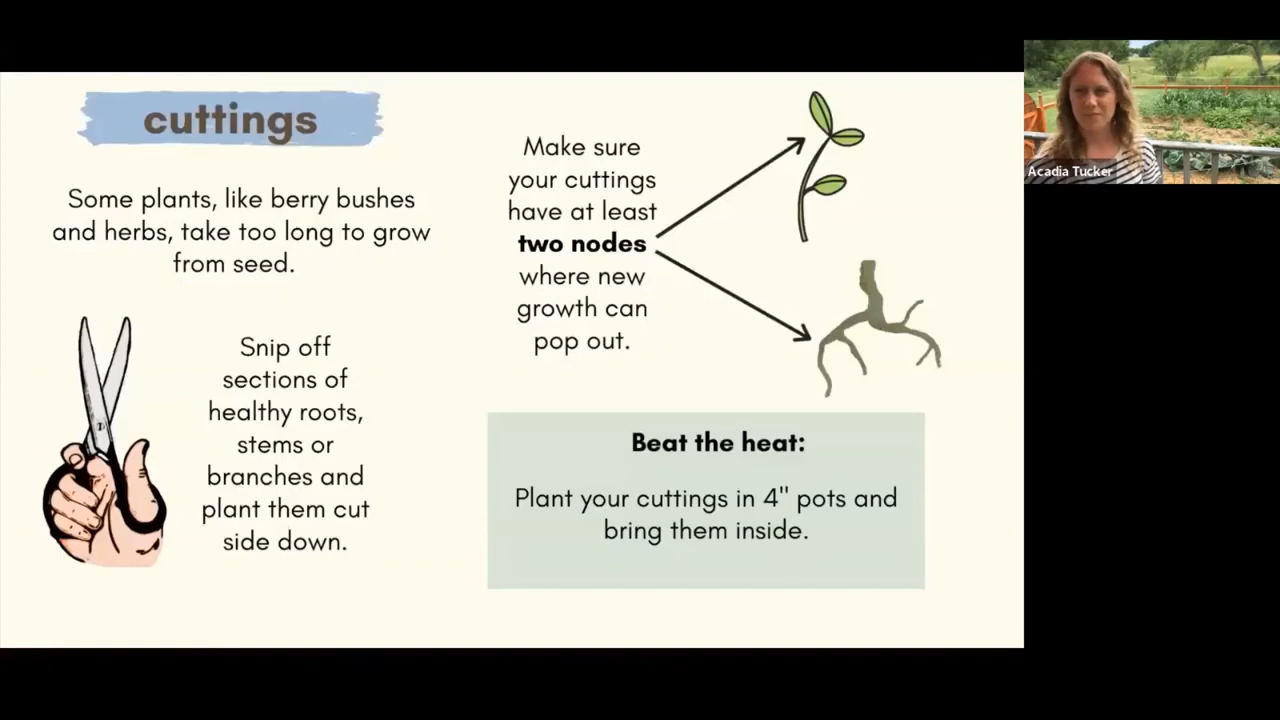 cuttings
Some plants, like berry bushes
and herbs, take too long to grow
from seed.
Snip off
sections of
healthy roots,
stems or
branches and
plant them cut
side down.
Make sure
your cuttings
have at least
two nodes
where new
growth can
pop out.
Beat the heat:
Plant your cuttings in 4" pots and
bring them inside.
Acadia Tucker